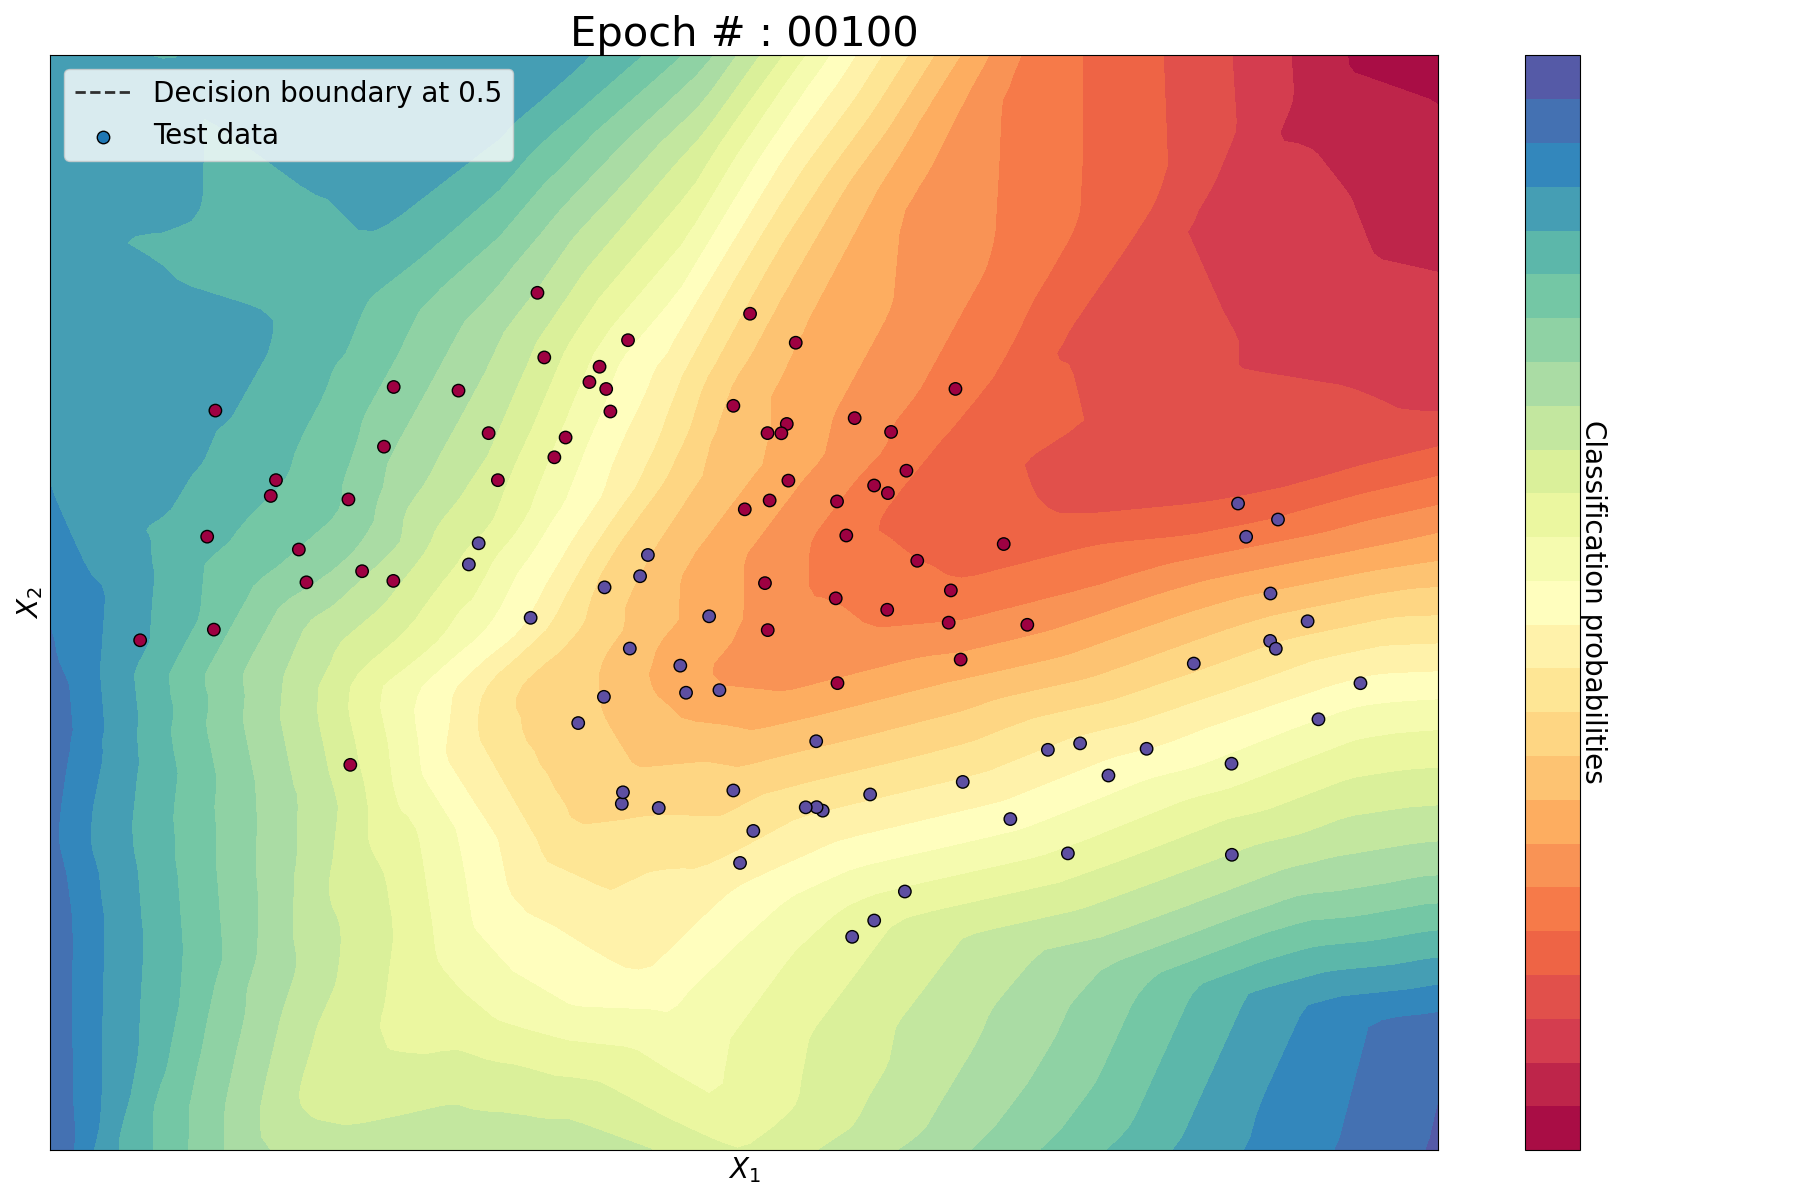 Epoch # : 00100
Decision boundary at 0.5
Test data
X₂
X₁
Classification probabilities